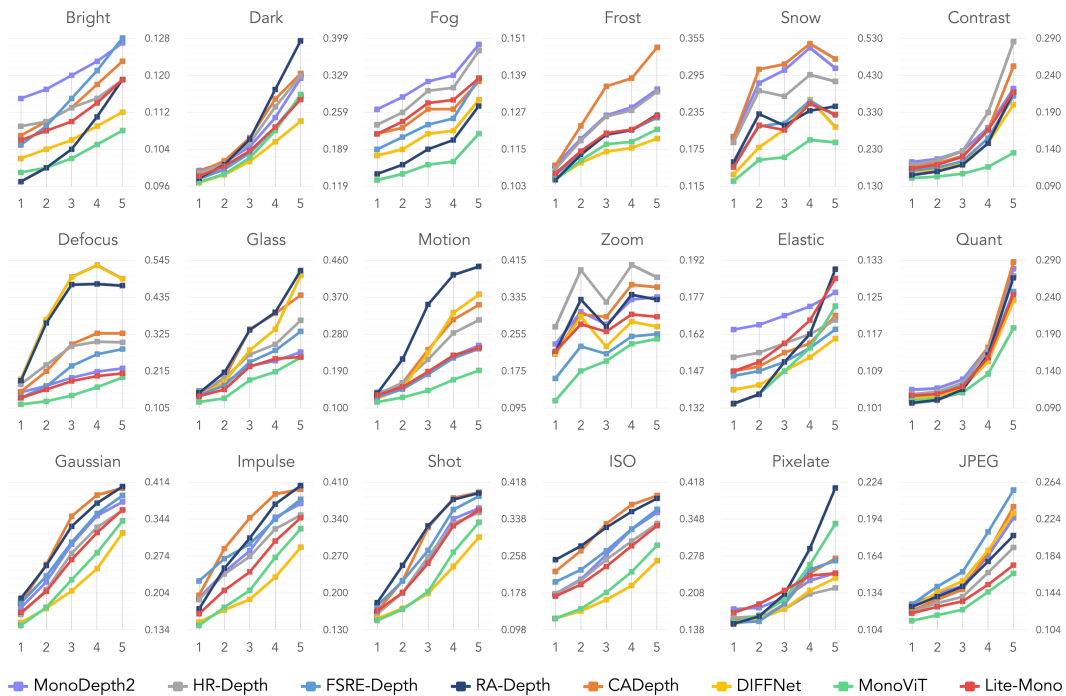 Bright Dark Fog Frost Snow Contrast
0.128 0.399 0.151 0.355 0.530 0.290
0.120 0.329 0.139 0.295 0.430 0.240
0.112 0.259 0.127 0.235 0.330 0.190
0.104 0.189 0.115 0.175 0.230 0.140
0.096 0.119 0.103 0.115 0.130 0.090
1 2 3 4 5 1 2 3 4 5 1 2 3 4 5 1 2 3 4 5 1 2 3 4 5 1 2 3 4 5
Defocus Glass Motion Zoom Elastic Quant
0.545 0.460 0.415 0.192 0.133 0.290
0.435 0.370 0.335 0.177 0.125 0.240
0.325 0.280 0.255 0.162 0.117 0.190
0.215 0.190 0.175 0.147 0.109 0.140
0.105 0.100 0.095 0.132 0.101 0.090
1 2 3 4 5 1 2 3 4 5 1 2 3 4 5 1 2 3 4 5 1 2 3 4 5 1 2 3 4 5
Gaussian Impulse Shot ISO Pixelate JPEG
0.414 0.410 0.418 0.418 0.224 0.264
0.344 0.340 0.338 0.348 0.194 0.224
0.274 0.270 0.258 0.278 0.164 0.184
0.204 0.200 0.178 0.208 0.134 0.144
0.134 0.130 0.098 0.138 0.104 0.104
1 2 3 4 5 1 2 3 4 5 1 2 3 4 5 1 2 3 4 5 1 2 3 4 5 1 2 3 4 5
MonoDepth2 HR-Depth FSRE-Depth RA-Depth CADepth DIFFNet MonoViT Lite-Mono